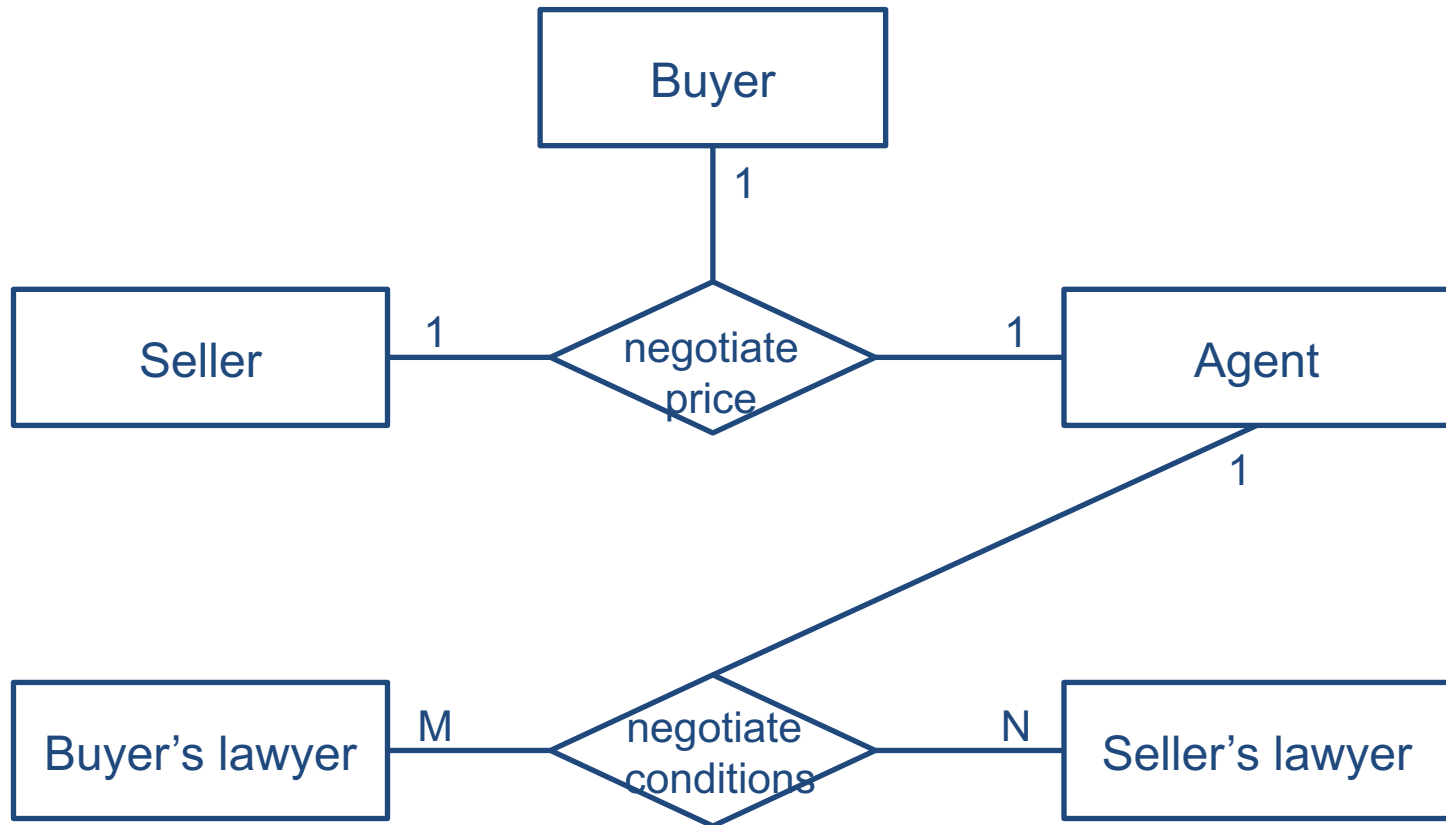 Buyer
1
Seller
1
negotiate
price
1
Agent
1
Buyer’s lawyer
M
negotiate
conditions
N
Seller’s lawyer